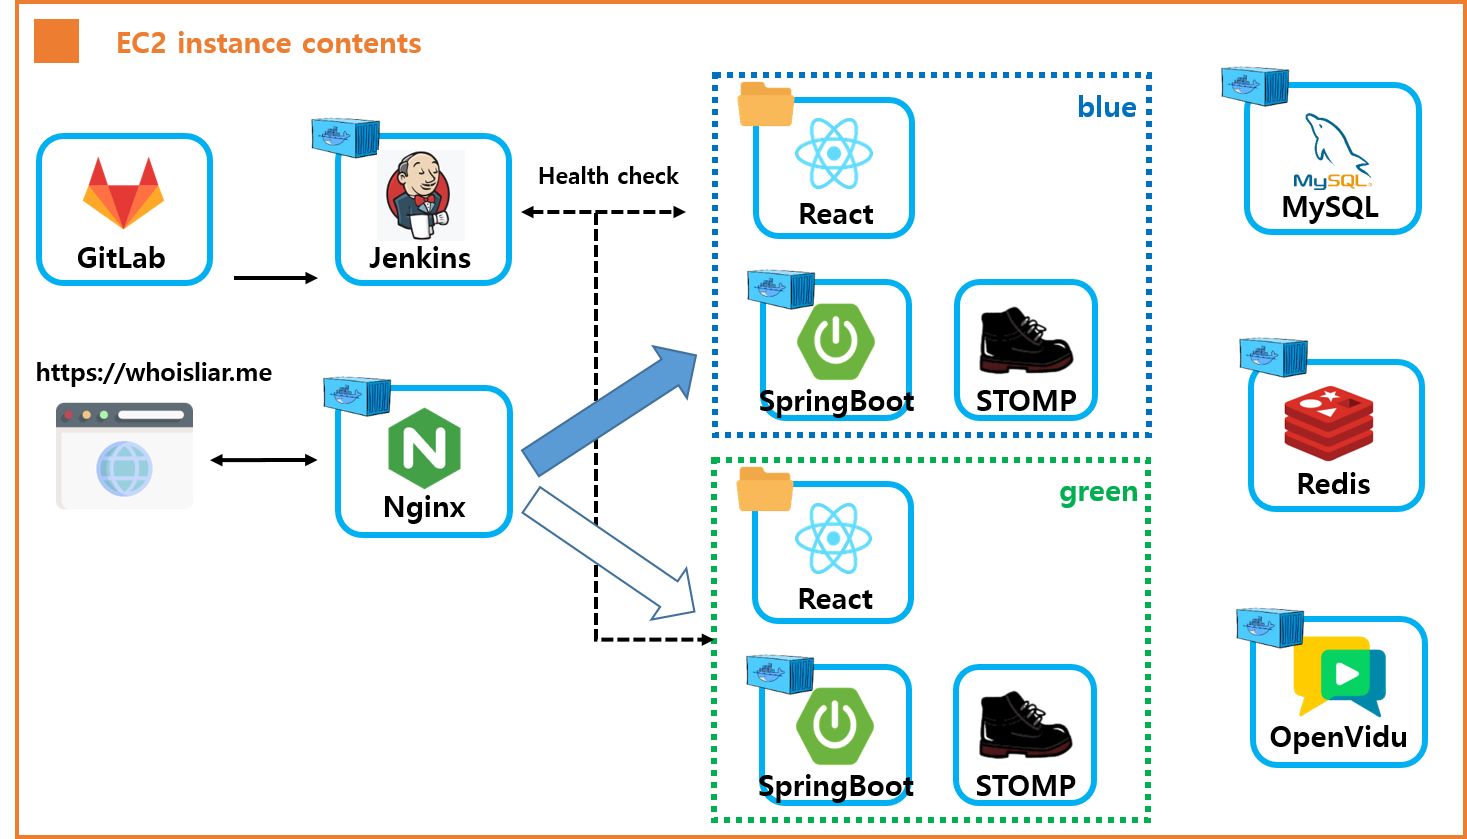 EC2 instance contents
blue
React
MySQL
MySQL
GitLab
Jenkins
Health check
SpringBoot
STOMP
https://whoisliar.me
N
Nginx
Redis
green
React
SpringBoot
STOMP
OpenVidu